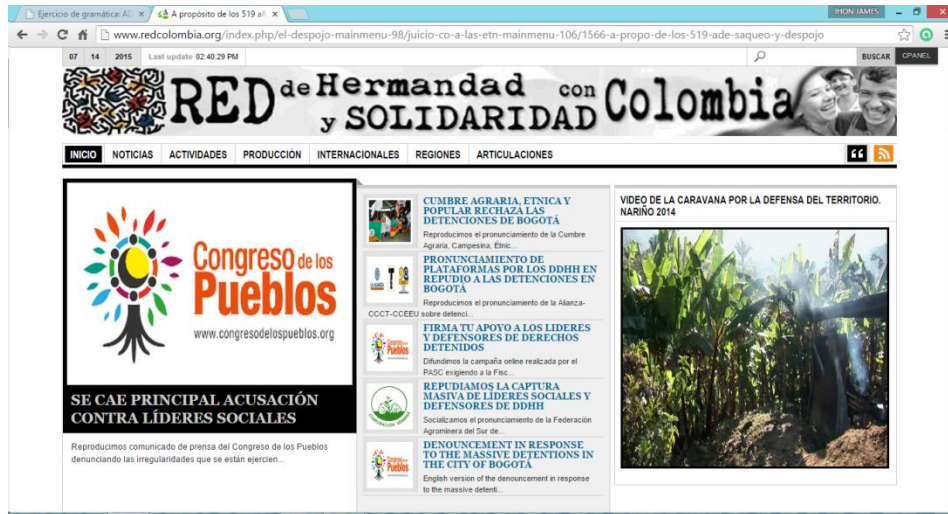 Ejercicio de gramática: AD
A propósito de los 519 añ
JHON JAMES
www.redcolombia.org/index.php/el-despojo-mainmenu-98/juicio-co-a-las-etn-mainmenu-106/1566-a-propo-de-los-519-ade-saqueo-y-despojo
07 14 2015 Last update 02:40:29 PM
BUSCAR
CPANEL
RED de Hermandad con
y SOLIDARIDAD Colombia
INICIO NOTICIAS ACTIVIDADES PRODUCCIÓN INTERNACIONALES REGIONES ARTICULACIONES
Congreso de los
Pueblos
www.congresodelospueblos.org
SE CAE PRINCIPAL ACUSACIÓN
CONTRA LÍDERES SOCIALES
Reproducimos comunicado de prensa del Congreso de los Pueblos
denunciando las irregularidades que se están ejercien...
CUMBRE AGRARIA, ETNICA Y
POPULAR RECHAZA LAS
DETENCIONES DE BOGOTÁ
Reproducimos el pronunciamiento de la Cumbre
Agraria, Campesina, Étnic...
PRONUNCIAMIENTO DE
PLATAFORMAS POR LOS DDHH EN
REPUDIO A LAS DETENCIONES EN
BOGOTÁ
Reproducimos el pronunciamiento de la Alianza-
CCCT-CCEEU sobre detenci...
FIRMA TU APOYO A LOS LIDERES
Y DEFENSORES DE DERECHOS
DETENIDOS
Difundimos la campaña online realizada por el
PASC exigiendo a la Fisc...
REPUDIAMOS LA CAPTURA
MASIVA DE LÍDERES SOCIALES Y
DEFENSORES DE DDHH
Socializamos el pronunciamiento de la Federación
Agrominera del Sur de...
DENOUNCEMENT IN RESPONSE
TO THE MASSIVE DETENTIONS IN
THE CITY OF BOGOTÁ
English version of the denouncement in response
to the massive detenti...
VIDEO DE LA CARAVANA POR LA DEFENSA DEL TERRITORIO.
NARIÑO 2014